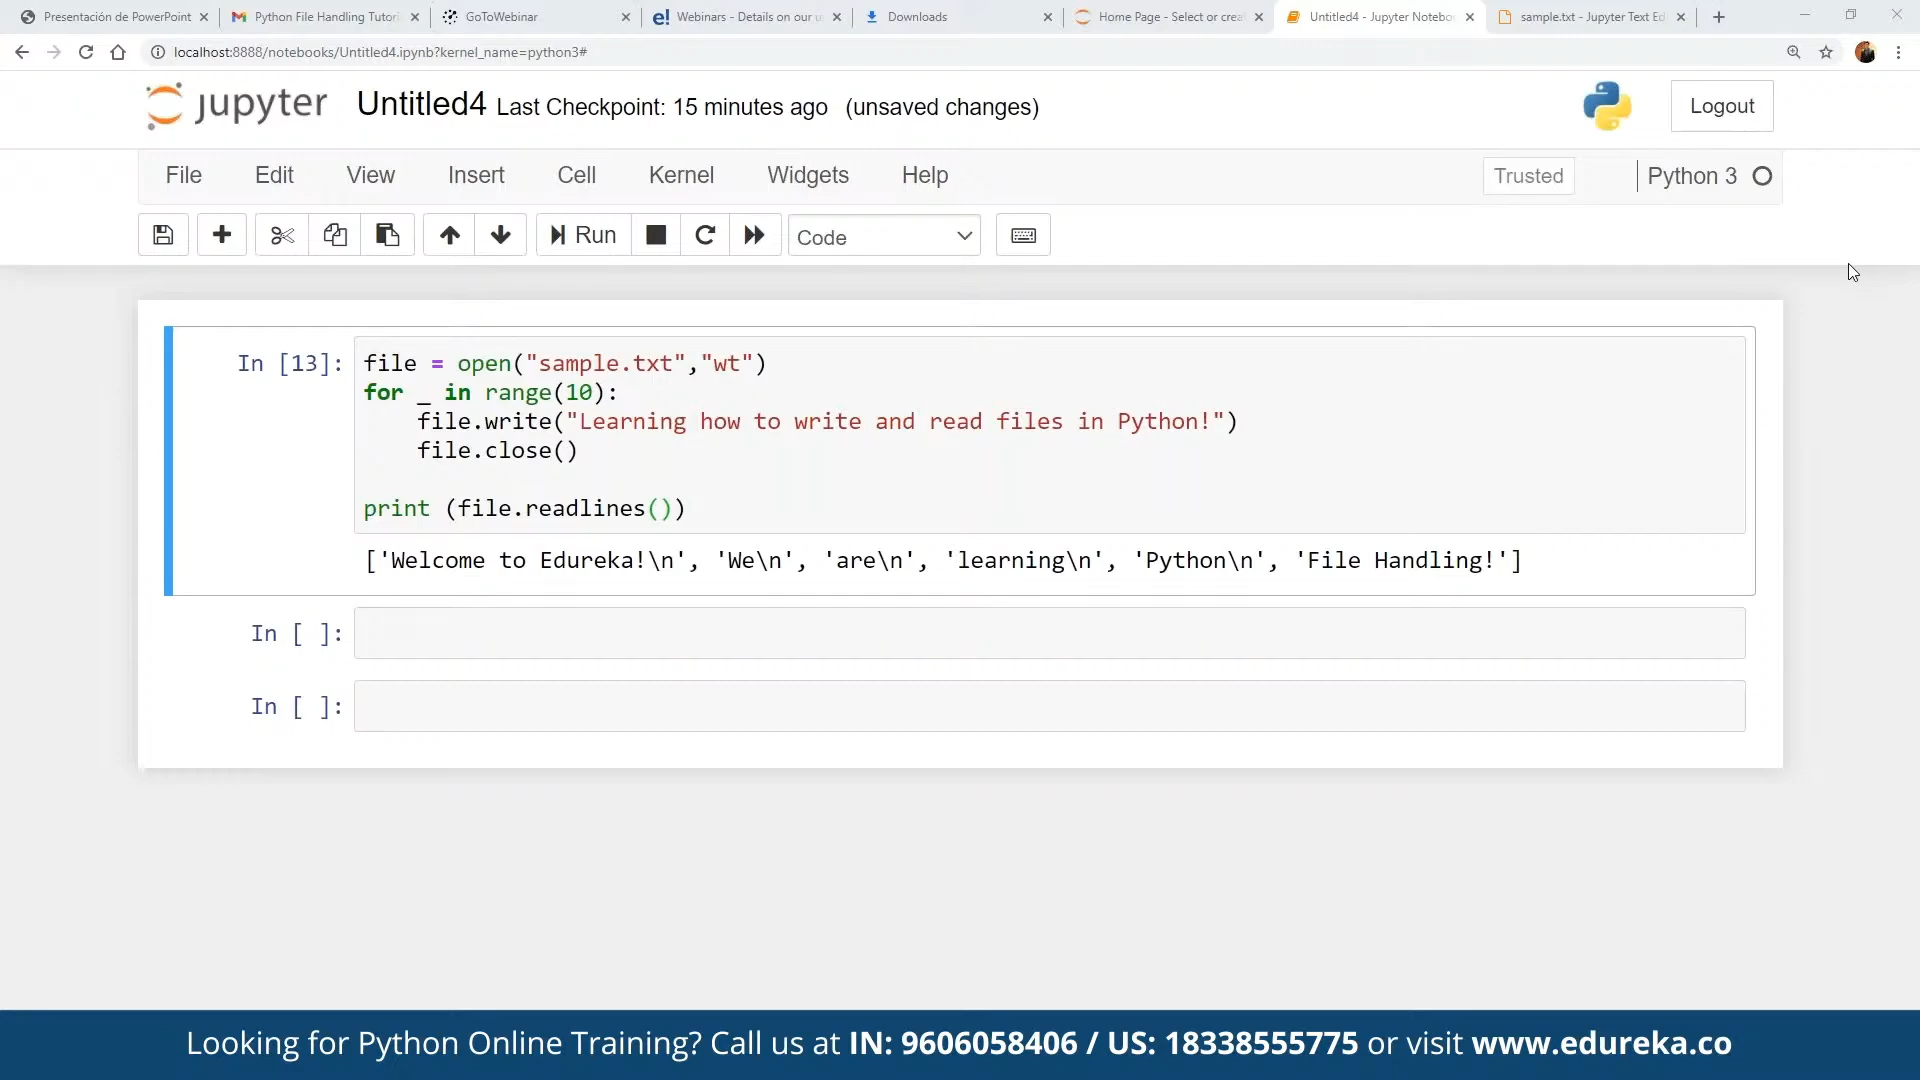 Presentación de PowerPoint
Python File Handling Tutori
GoToWebinar
e! Webinars - Details on our u
Downloads
Home Page - Select or crea
Untitled4 - Jupyter Notebo
sample.txt - Jupyter Text Ed
localhost:8888/notebooks/Untitled4.ipynb?kernel_name=python3#
jupyter Untitled4 Last Checkpoint: 15 minutes ago (unsaved changes)
Logout
File Edit View Insert Cell Kernel Widgets Help
Trusted
Python 3
Run
Code
In [13]: file = open("sample.txt","wt")
for _ in range(10):
    file.write("Learning how to write and read files in Python!")
    file.close()
print (file.readlines())
['Welcome to Edureka!\n', 'We\n', 'are\n', 'learning\n', 'Python\n', 'File Handling!']
In [ ]:
In [ ]:
Looking for Python Online Training? Call us at IN: 9606058406 / US: 18338555775 or visit www.edureka.co